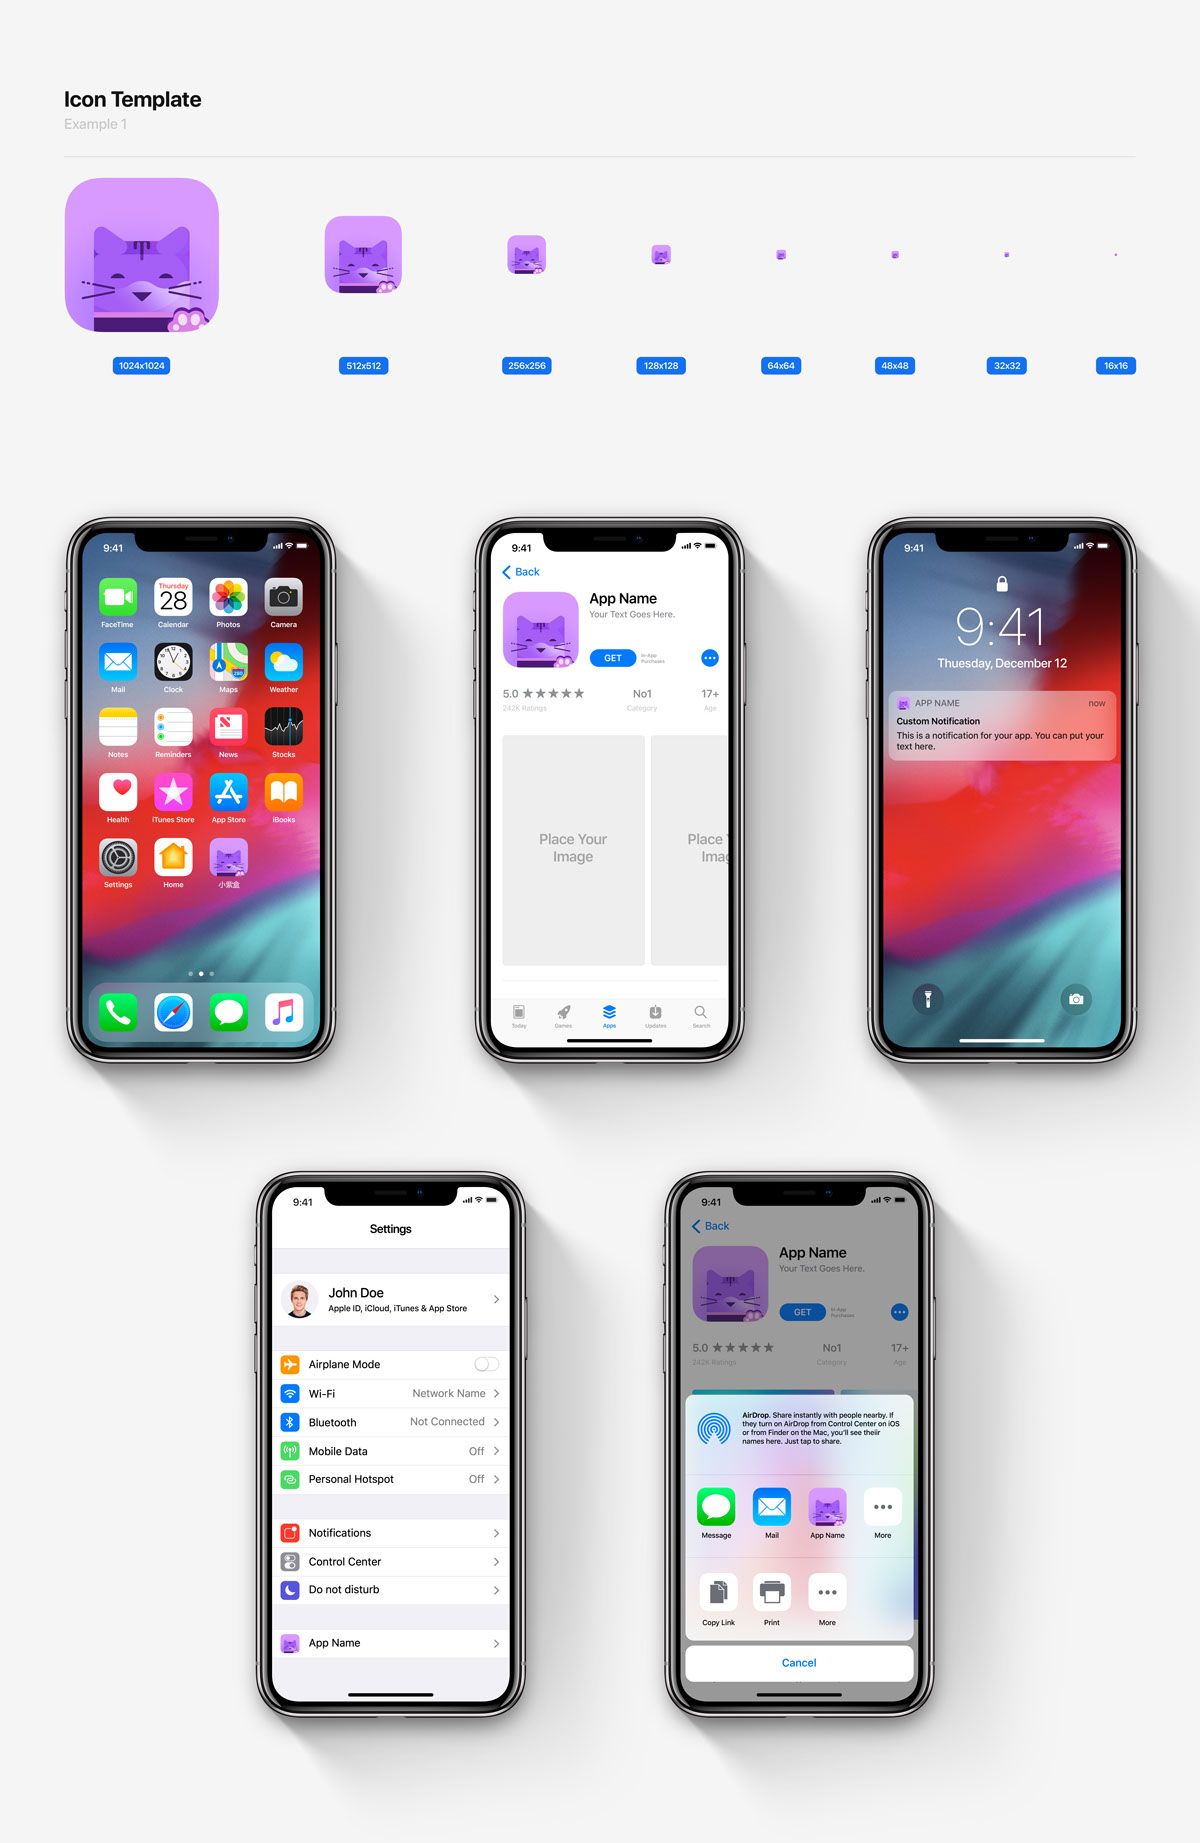 Icon Template
Example 1
1024x1024
512x512
256x256
128x128
64x64
48x48
32x32
16x16
9:41
FaceTime
Thursday
28
Calendar
Photos
Camera
Mail
Clock
Maps
280
Weather
Notes
Reminders
News
Stocks
Health
iTunes Store
App Store
iBooks
Settings
Home
小紫盒
9:41
Back
App Name
Your Text Goes Here.
GET
In-App
Purchases
5.0 ★★★★★
No1
17+
242K Ratings
Category
Age
Place Your
Image
Place Y
Imag
Today
Games
Apps
Updates
Search
9:41
9:41
Thuesday, December 12
APP NAME
now
Custom Notification
This is a notification for your app. You can put your
text here.
9:41
Settings
John Doe
Apple ID, iCloud, iTunes & App Store
Airplane Mode
Wi-Fi
Network Name
Bluetooth
Not Connected
Mobile Data
Off
Personal Hotspot
Off
Notifications
Control Center
Do not disturb
App Name
9:41
Back
App Name
Your Text Goes Here.
GET
In-App
Purchases
5.0 ★★★★★
No1
17+
242K Ratings
Category
Age
AirDrop. Share instantly with people nearby. If
they turn on AirDrop from Control Center on iOS
or from Finder on the Mac, you'll see theiir
names here. Just tap to share.
Message
Mail
App Name
More
Copy Link
Print
More
Cancel